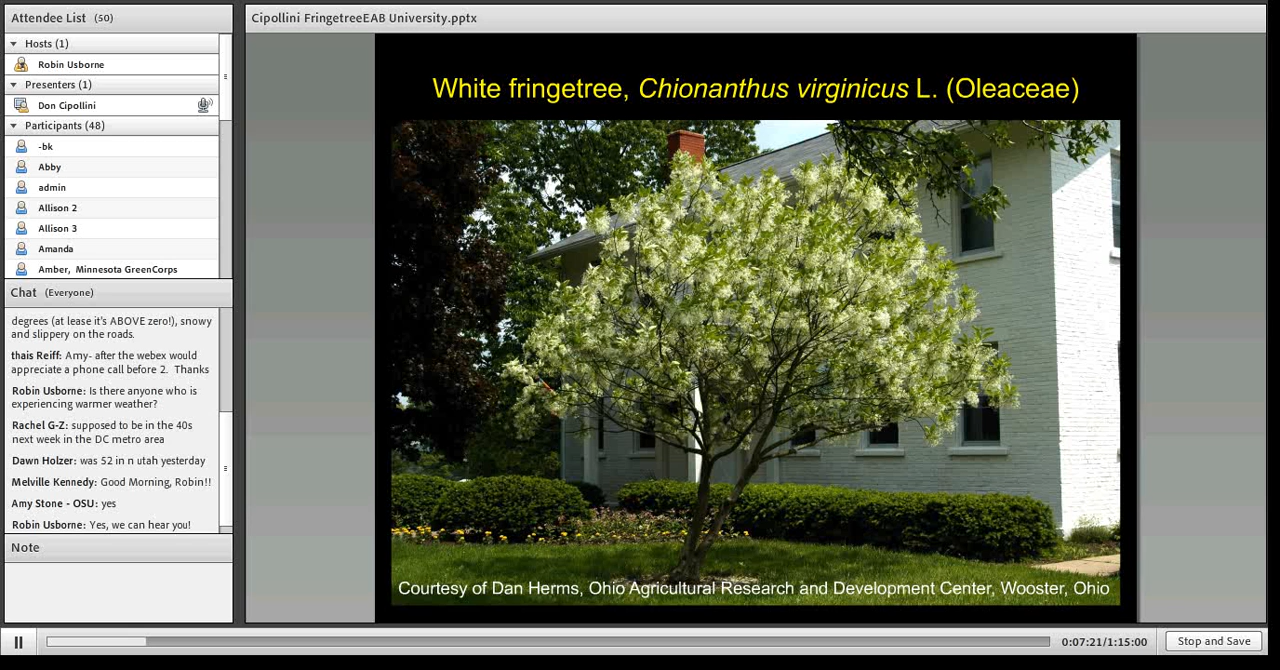 Attendee List (50)
Hosts (1)
Robin Usborne
Presenters (1)
Don Cipollini
Participants (48)
-bk
Abby
admin
Allison 2
Allison 3
Amanda
Amber, Minnesota GreenCorps
Chat (Everyone)
degrees (at lease it's ABOVE zero!), snowy
and slippery on the roads.
thais Reiff: Amy- after the webex would
appreciate a phone call before 2. Thanks
Robin Usborne: Is there anyone who is
experiencing warmer weather?
Rachel G-Z: supposed to be in the 40s
next week in the DC metro area
Dawn Holzer: was 52 in n utah yesterday
Melville Kennedy: Good Morning, Robin!!
Amy Stone - OSU: yes
Robin Usborne: Yes, we can hear you!
Note
Cipollini FringetreeEAB University.pptx
White fringetree, Chionanthus virginicus L. (Oleaceae)
Courtesy of Dan Herms, Ohio Agricultural Research and Development Center, Wooster, Ohio
0:07:21/1:15:00
Stop and Save